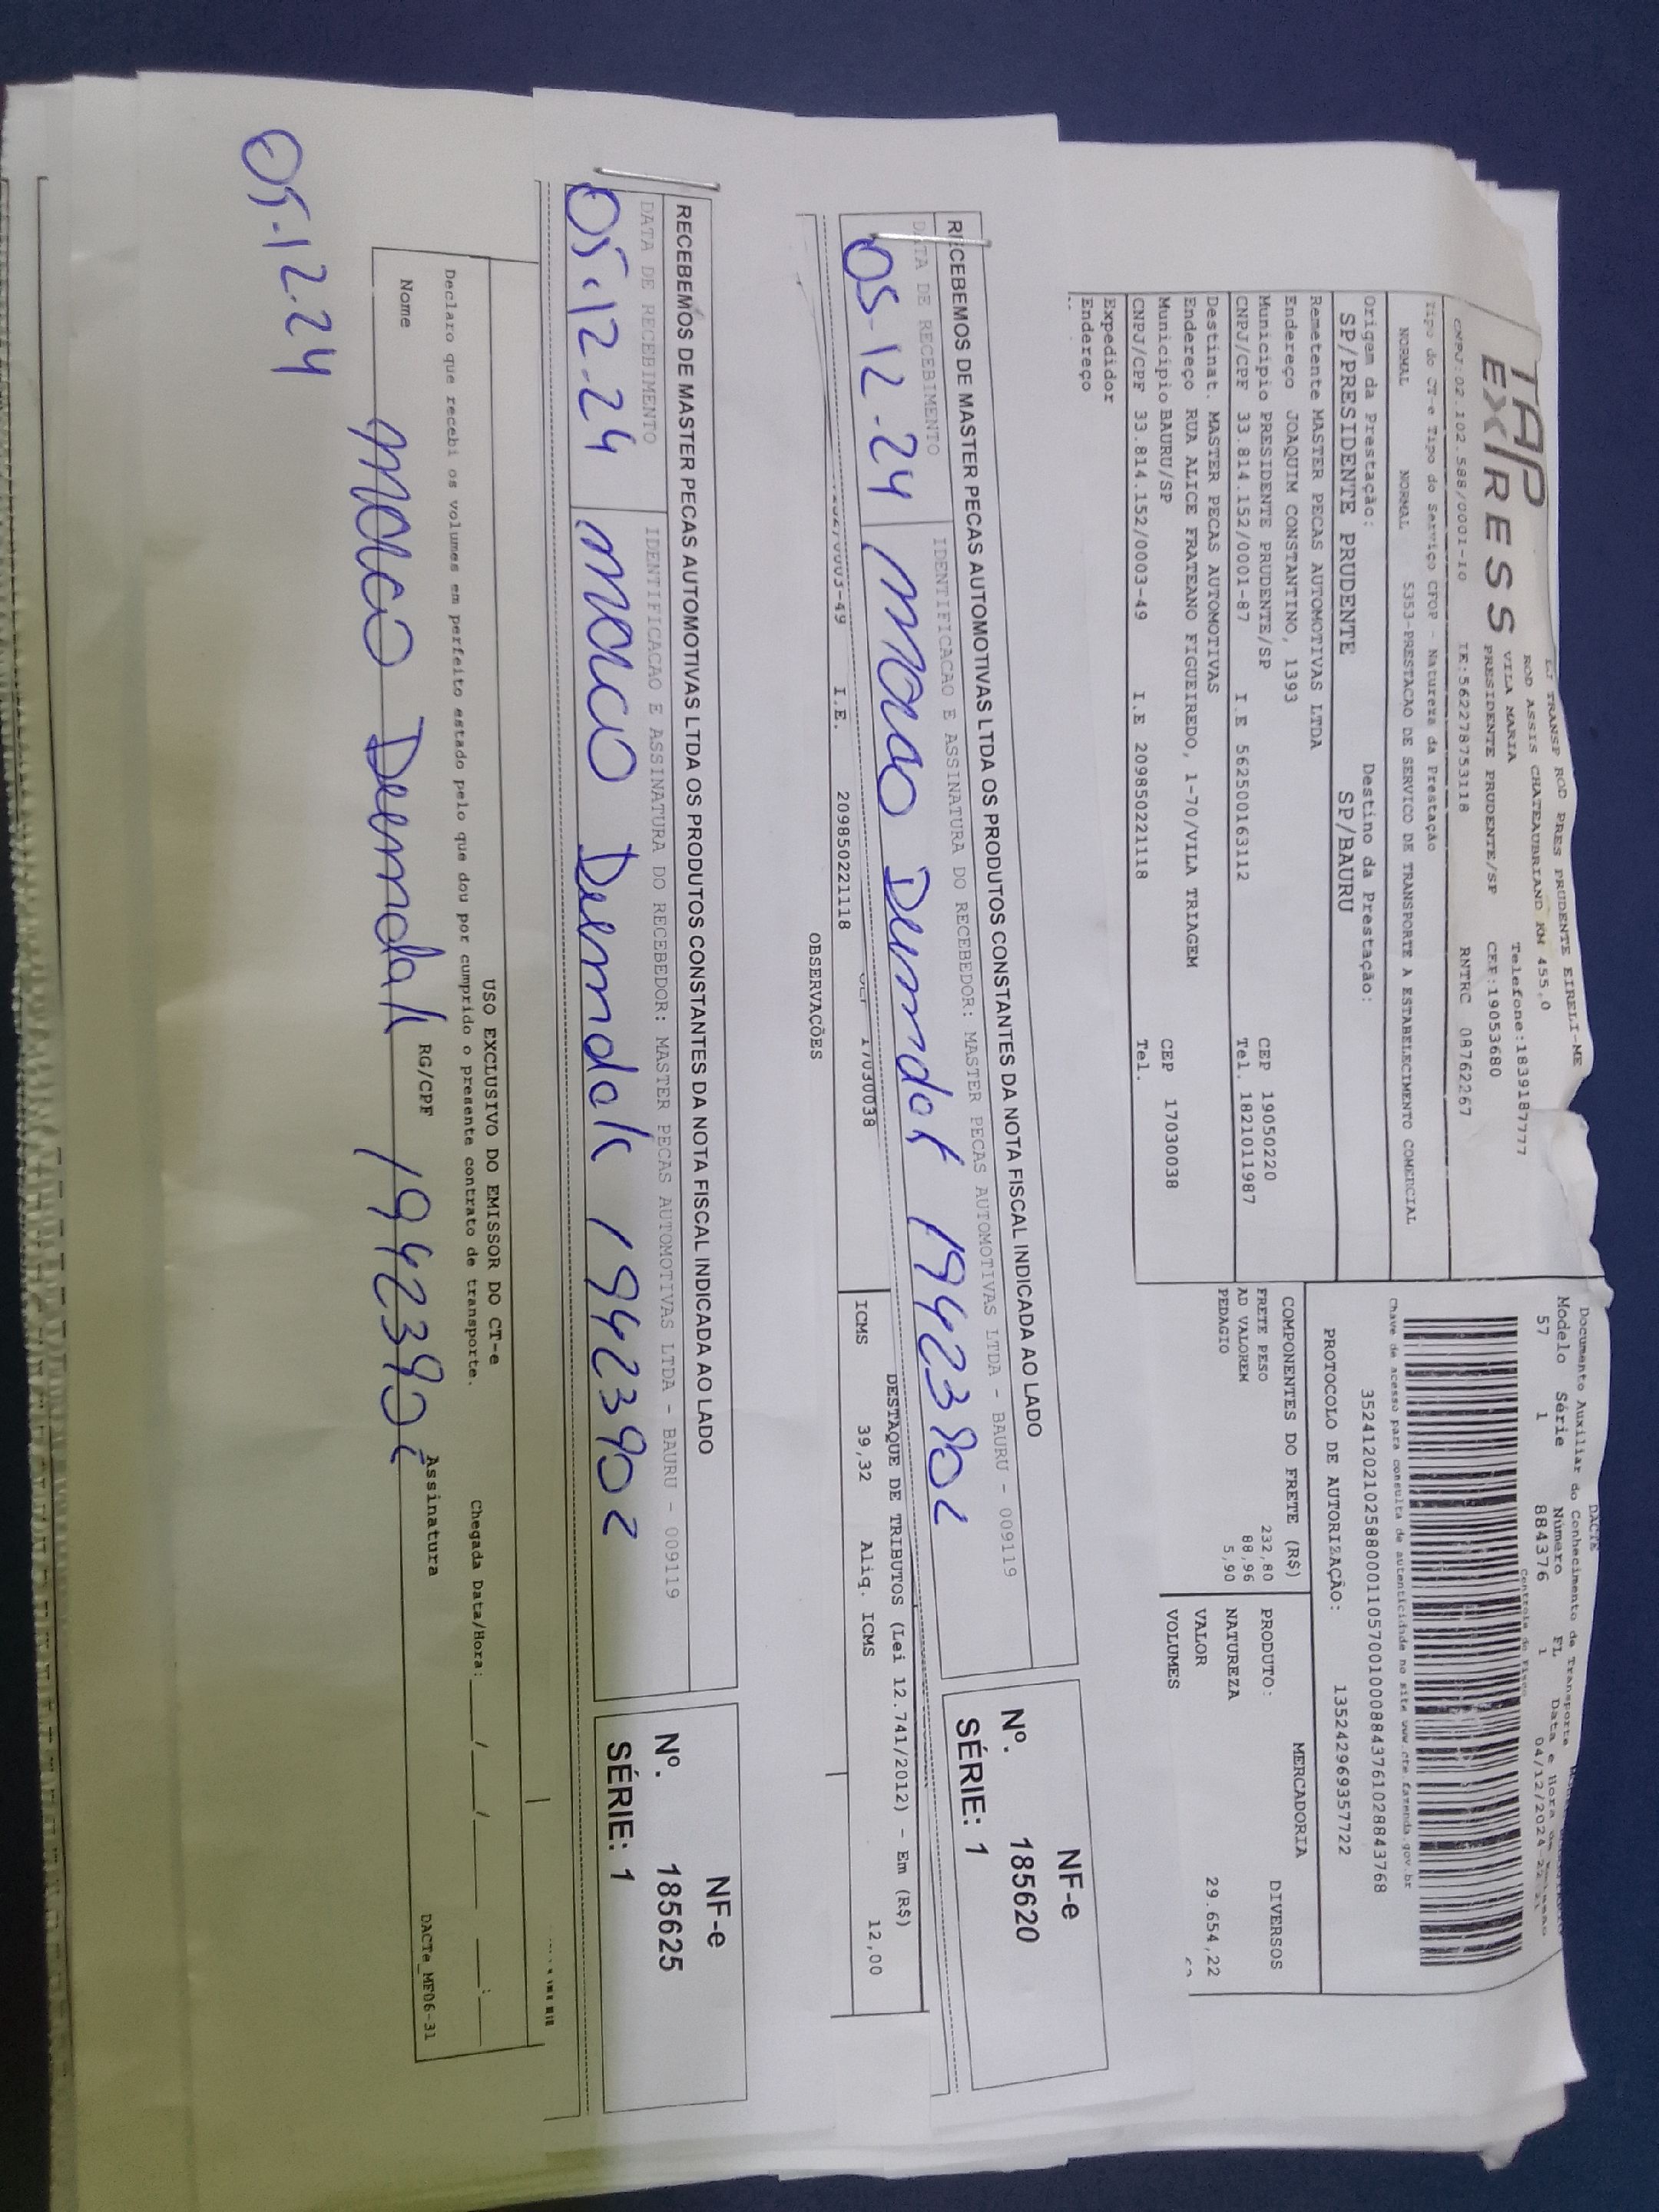 TAP
EXPRESS
LJ TRANSP ROD PRES PRUDENTE EIRELI-ME
ROD ASSIS CHATEAUBRIAND KM 455,0
VILA MARIA Telefone:1839187777
PRESIDENTE PRUDENTE/SP CEP:19053680
CNPJ:02.102.588/0001-10 IE:562278753118 RNTRC 08762267
Tipo do CT-e Tipo do Serviço CFOP - Natureza da Prestação
NORMAL NORMAL 5353-PRESTACAO DE SERVICO DE TRANSPORTE A ESTABELECIMENTO COMERCIAL
Origem da Prestação: Destino da Prestação:
SP/PRESIDENTE PRUDENTE SP/BAURU
Remetente MASTER PECAS AUTOMOTIVAS LTDA
Endereço JOAQUIM CONSTANTINO, 1393
Municipio PRESIDENTE PRUDENTE/SP CEP 19050220
CNPJ/CPF 33.814.152/0001-87 I.E 562500163112 Tel. 1821011987
Destinat. MASTER PECAS AUTOMOTIVAS
Endereço RUA ALICE FRATEANO FIGUEIREDO, 1-70/VILA TRIAGEM
Municipio BAURU/SP CEP 17030038
CNPJ/CPF 33.814.152/0003-49 I.E 209850221118 Tel.
Expedidor
Endereço
DACTE
Documento Auxiliar do Conhecimento de Transporte
Modelo Série Número FL Data e Hora de
57 1 884376 1 04/12/2024
Controle do Fisco
Chave de acesso para consulta de autenticidade no site www.cte.fazenda.gov.br
35241202102588000110570010008843761028843768
PROTOCOLO DE AUTORIZAÇÃO: 135242969357722
COMPONENTES DO FRETE (R$)
FRETE PESO 232,80
AD VALOREM 88,96
PEDAGIO 5,90
MERCADORIA
PRODUTO: DIVERSOS
NATUREZA
VALOR 29.654,22
VOLUMES
RECEBEMOS DE MASTER PECAS AUTOMOTIVAS LTDA OS PRODUTOS CONSTANTES DA NOTA FISCAL INDICADA AO LADO
DATA DE RECEBIMENTO IDENTIFICACAO E ASSINATURA DO RECEBEDOR: MASTER PECAS AUTOMOTIVAS LTDA - BAURU - 009119
05-12-24
NF-e
Nº. 185620
SÉRIE: 1
17030038
DESTAQUE DE TRIBUTOS (Lei 12.741/2012) - Em (R$)
ICMS 39,32 Aliq. ICMS 12,00
I.E. 209850221118
OBSERVAÇÕES
RECEBEMOS DE MASTER PECAS AUTOMOTIVAS LTDA OS PRODUTOS CONSTANTES DA NOTA FISCAL INDICADA AO LADO
DATA DE RECEBIMENTO IDENTIFICACAO E ASSINATURA DO RECEBEDOR: MASTER PECAS AUTOMOTIVAS LTDA - BAURU - 009119
05-12-24 19423902
NF-e
Nº. 185625
SÉRIE: 1
USO EXCLUSIVO DO EMISSOR DO CT-e
Declaro que recebi os volumes em perfeito estado pelo que dou por cumprido o presente contrato de transporte. Chegada Data/Hora: __/__/__ __:__
Nome RG/CPF Assinatura
DACTe_MF06-31
05-12-24